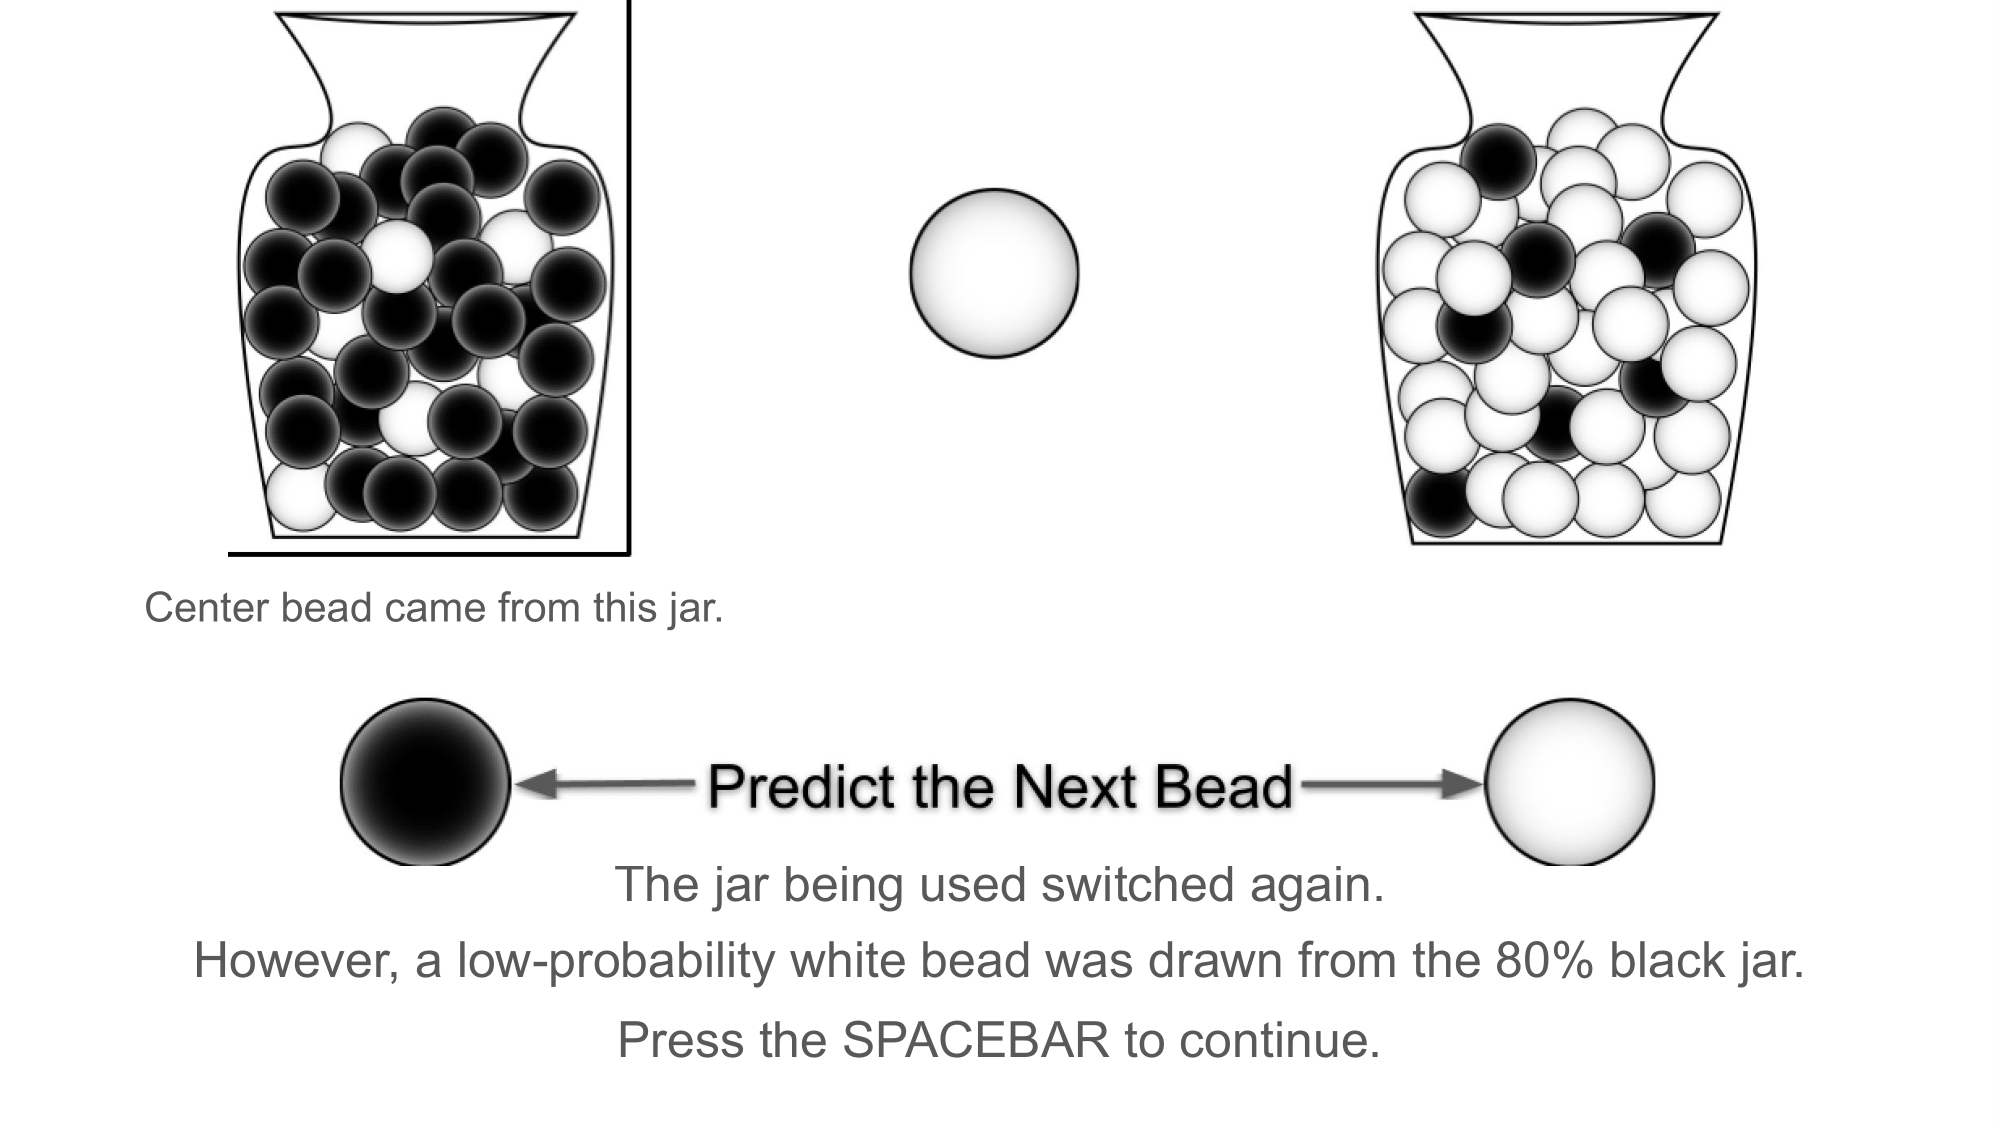 Center bead came from this jar.
Predict the Next Bead
The jar being used switched again.
However, a low-probability white bead was drawn from the 80% black jar.
Press the SPACEBAR to continue.